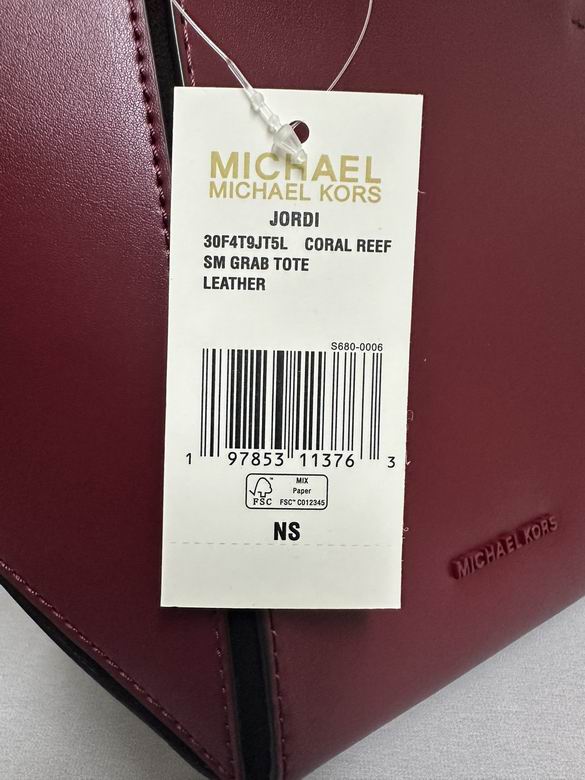 MICHAEL
MICHAEL KORS
JORDI
30F4T9JT5L CORAL REEF
SM GRAB TOTE
LEATHER
S680-0006
1 97853 11376 3
FSC
MIX
Paper
FSC™ C012345
NS
MICHAEL KORS